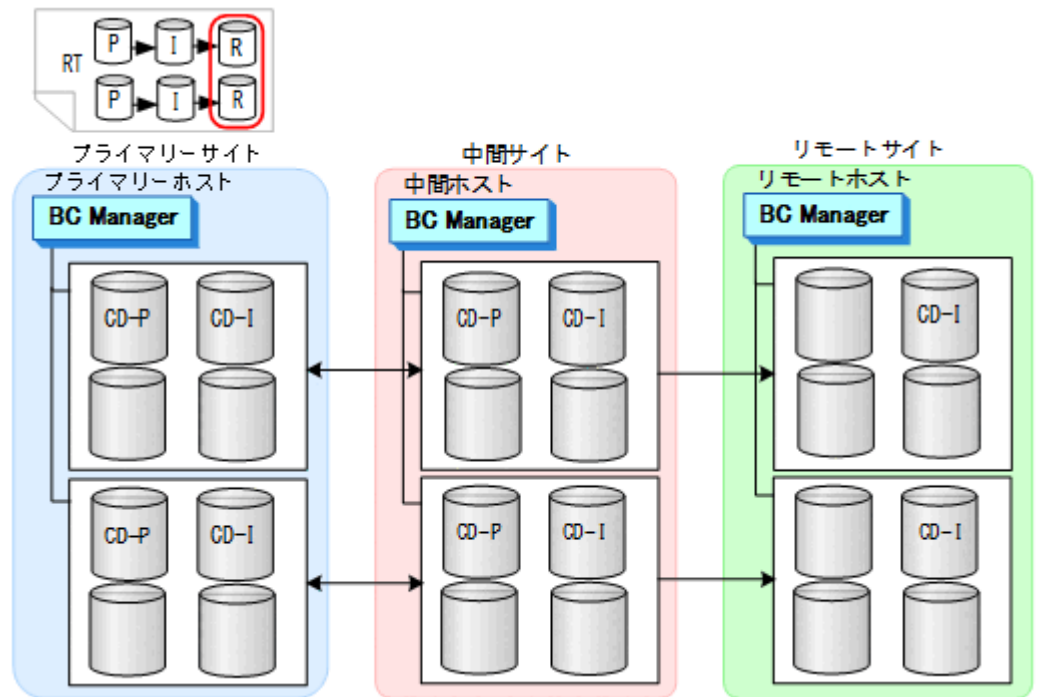 P I R
RT
P I R
プライマリーサイト 中間サイト リモートサイト
プライマリーホスト 中間ホスト リモートホスト
BC Manager BC Manager BC Manager
CD-P CD-I CD-P CD-I CD-I
CD-P CD-I CD-P CD-I CD-I